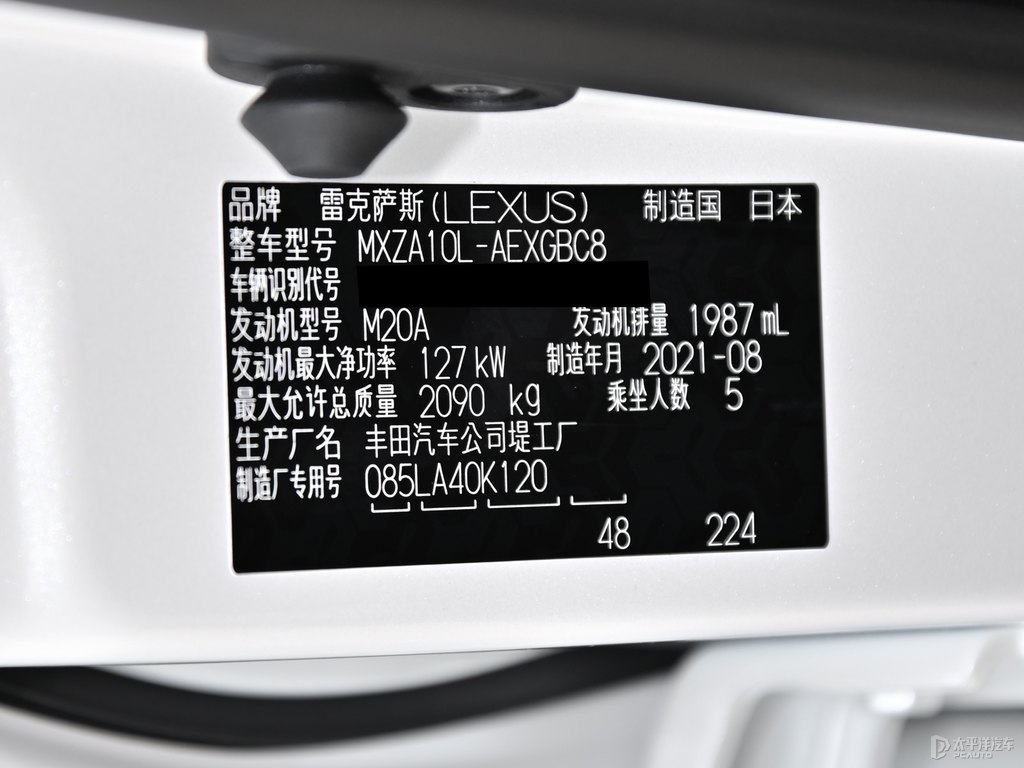 品牌 雷克萨斯(LEXUS) 制造国 日本
整车型号 MXZA10L-AEXGBC8
车辆识别代号
发动机型号 M20A 发动机排量 1987mL
发动机最大净功率 127kW 制造年月 2021-08
最大允许总质量 2090 kg 乘坐人数 5
生产厂名 丰田汽车公司堤工厂
制造厂专用号 085LA40K120
48 224
太平洋汽车
PCAUTO